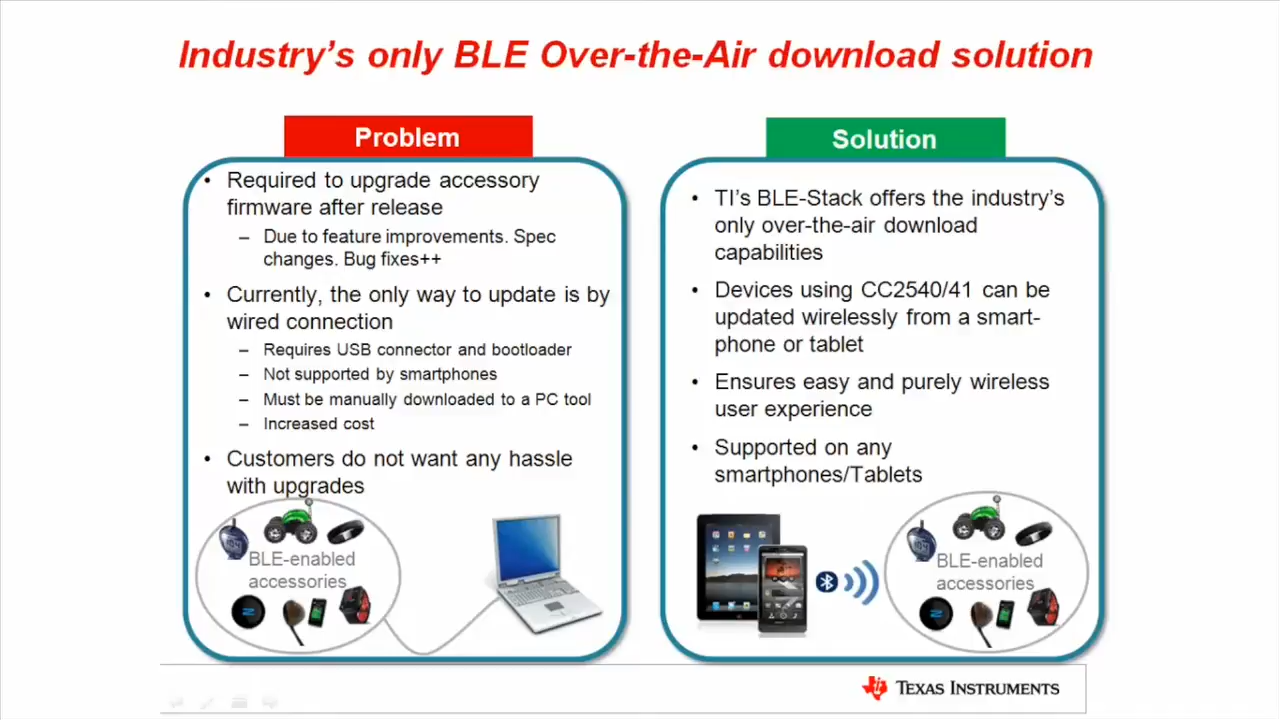 Industry's only BLE Over-the-Air download solution
Problem
• Required to upgrade accessory
firmware after release
– Due to feature improvements. Spec
changes. Bug fixes++
• Currently, the only way to update is by
wired connection
– Requires USB connector and bootloader
– Not supported by smartphones
– Must be manually downloaded to a PC tool
– Increased cost
• Customers do not want any hassle
with upgrades
BLE-enabled
accessories
Solution
• TI's BLE-Stack offers the industry's
only over-the-air download
capabilities
• Devices using CC2540/41 can be
updated wirelessly from a smart-
phone or tablet
• Ensures easy and purely wireless
user experience
• Supported on any
smartphones/Tablets
BLE-enabled
accessories
TEXAS INSTRUMENTS